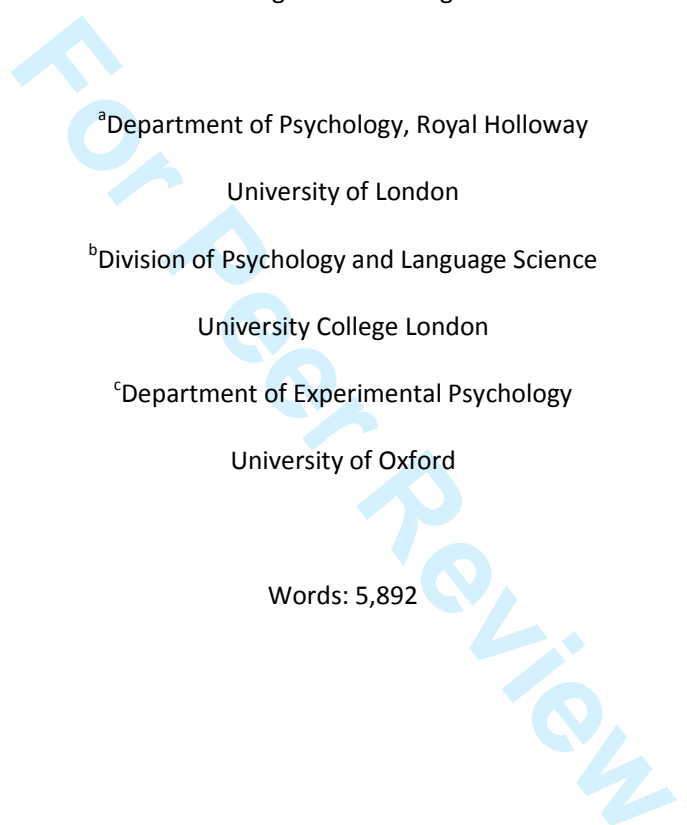 ᵃDepartment of Psychology, Royal Holloway
University of London
ᵇDivision of Psychology and Language Science
University College London
ᶜDepartment of Experimental Psychology
University of Oxford
Words: 5,892
For Peer Review